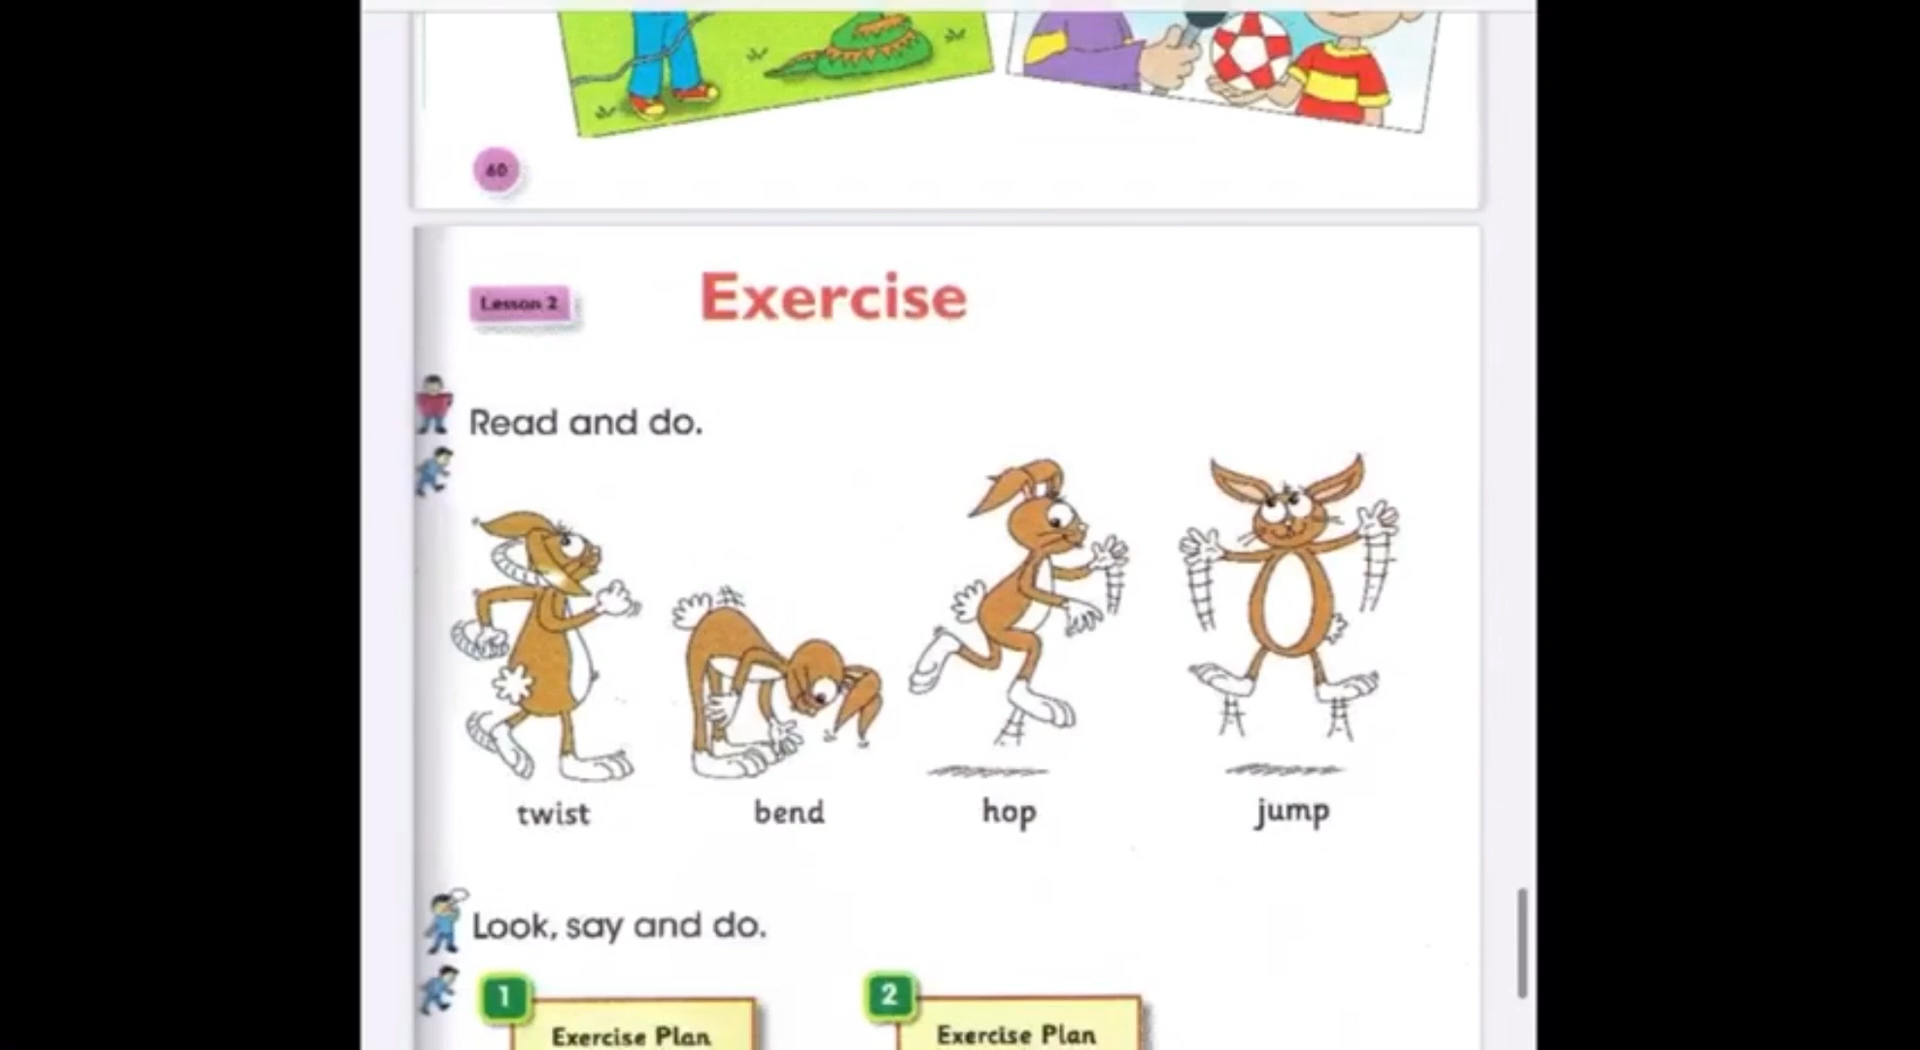 60
Lesson 2
Exercise
Read and do.
twist
bend
hop
jump
Look, say and do.
1
Exercise Plan
2
Exercise Plan